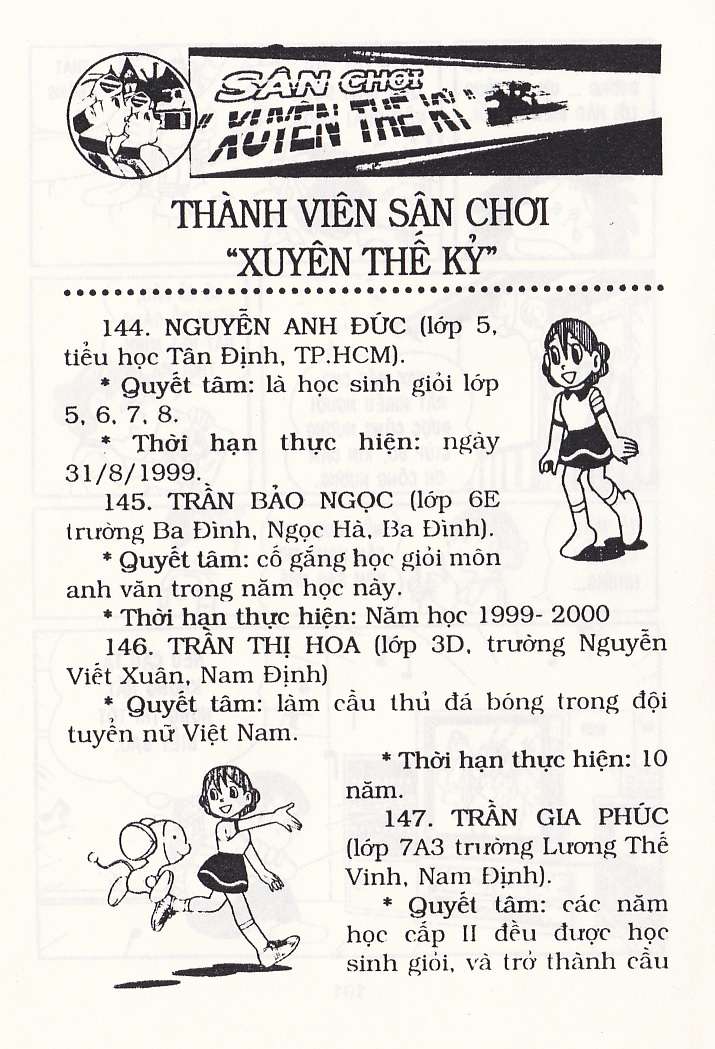 SÂN CHƠI
"XUYÊN THẾ KỶ"
THÀNH VIÊN SÂN CHƠI
"XUYÊN THẾ KỶ"
144. NGUYỄN ANH ĐỨC (lớp 5,
tiểu học Tân Định, TP.HCM).
* Quyết tâm: là học sinh giỏi lớp
5, 6, 7, 8.
* Thời hạn thực hiện: ngày
31/8/1999.
145. TRẦN BẢO NGỌC (lớp 6E
trường Ba Đình, Ngọc Hà, Ba Đình).
* Quyết tâm: cố gắng học giỏi môn
anh văn trong năm học này.
* Thời hạn thực hiện: Năm học 1999- 2000
146. TRẦN THỊ HOA (lớp 3D, trường Nguyễn
Viết Xuân, Nam Định)
* Quyết tâm: làm cầu thủ đá bóng trong đội
tuyển nữ Việt Nam.
* Thời hạn thực hiện: 10
năm.
147. TRẦN GIA PHÚC
(lớp 7A3 trường Lương Thế
Vinh, Nam Định).
* Quyết tâm: các năm
học cấp II đều được học
sinh giỏi, và trở thành cầu